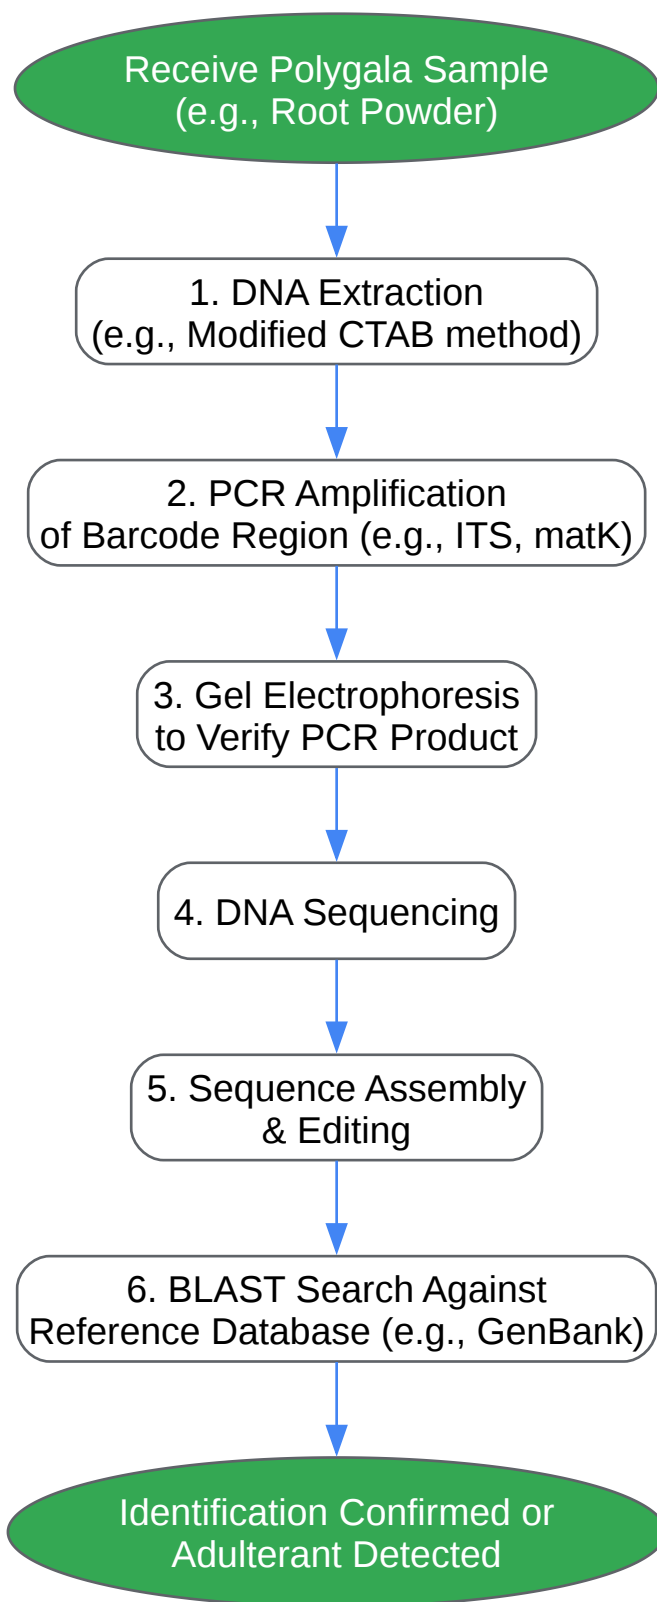 Receive Polygala Sample
(e.g., Root Powder)
1. DNA Extraction
(e.g., Modified CTAB method)
2. PCR Amplification
of Barcode Region (e.g., ITS, matK)
3. Gel Electrophoresis
to Verify PCR Product
4. DNA Sequencing
5. Sequence Assembly
& Editing
6. BLAST Search Against
Reference Database (e.g., GenBank)
Identification Confirmed or
Adulterant Detected